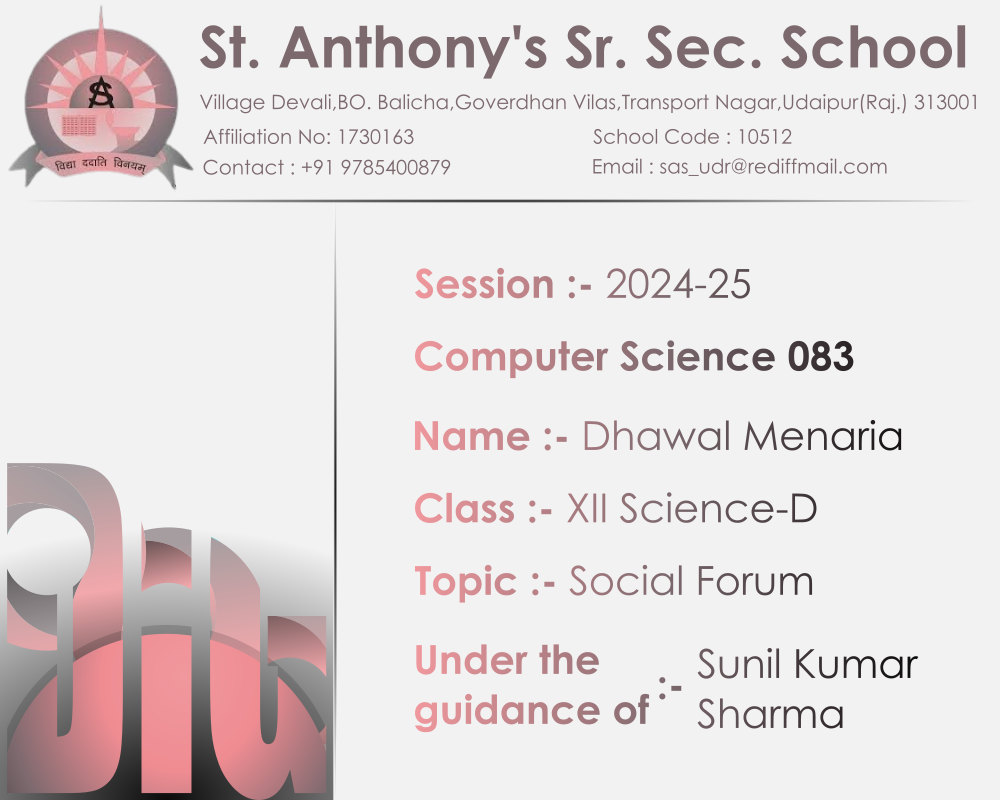 St. Anthony's Sr. Sec. School
Village Devali,BO. Balicha,Goverdhan Vilas,Transport Nagar,Udaipur(Raj.) 313001
Affiliation No: 1730163 School Code : 10512
Contact : +91 9785400879 Email : sas_udr@rediffmail.com
विद्या ददाति विनयम्
Session :- 2024-25
Computer Science 083
Name :- Dhawal Menaria
Class :- XII Science-D
Topic :- Social Forum
Under the guidance of :- Sunil Kumar Sharma